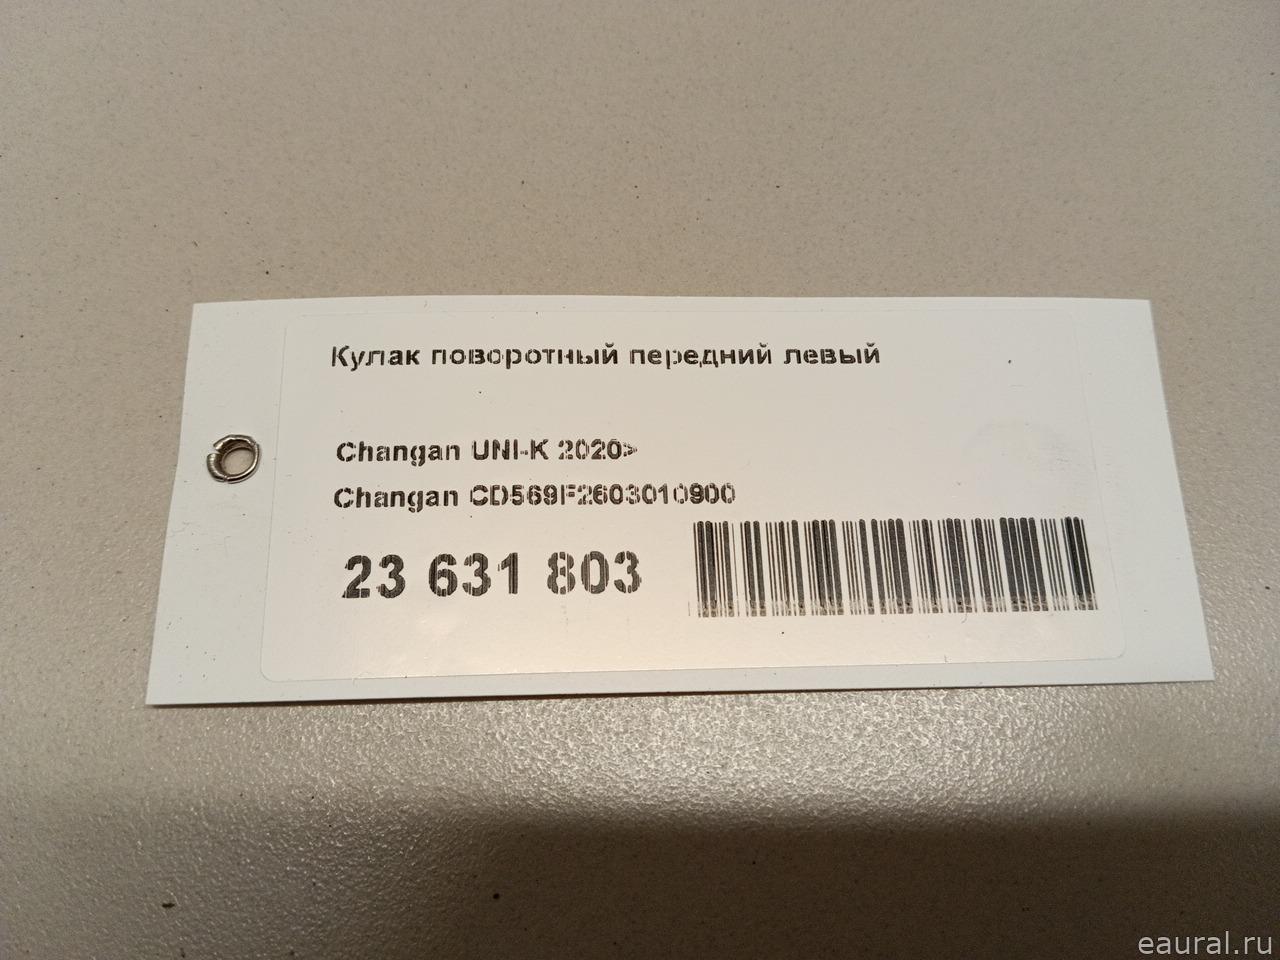 Кулак поворотный передний левый
Changan UNI-K 2020>
Changan CD569F2603010900
23 631 803
eaural.ru